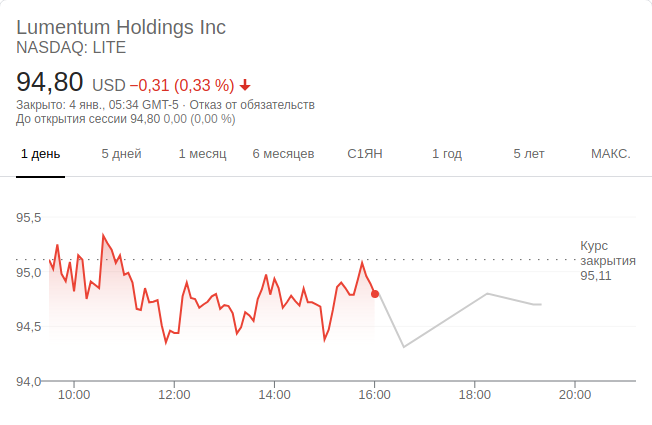 Lumentum Holdings Inc
NASDAQ: LITE
94,80 USD −0,31 (0,33 %)
Закрыто: 4 янв., 05:34 GMT-5 · Отказ от обязательств
До открытия сессии 94,80 0,00 (0,00 %)
1 день 5 дней 1 месяц 6 месяцев С1ЯН 1 год 5 лет МАКС.
95,5
Курс
закрытия
95,11
95,0
94,5
94,0
10:00 12:00 14:00 16:00 18:00 20:00